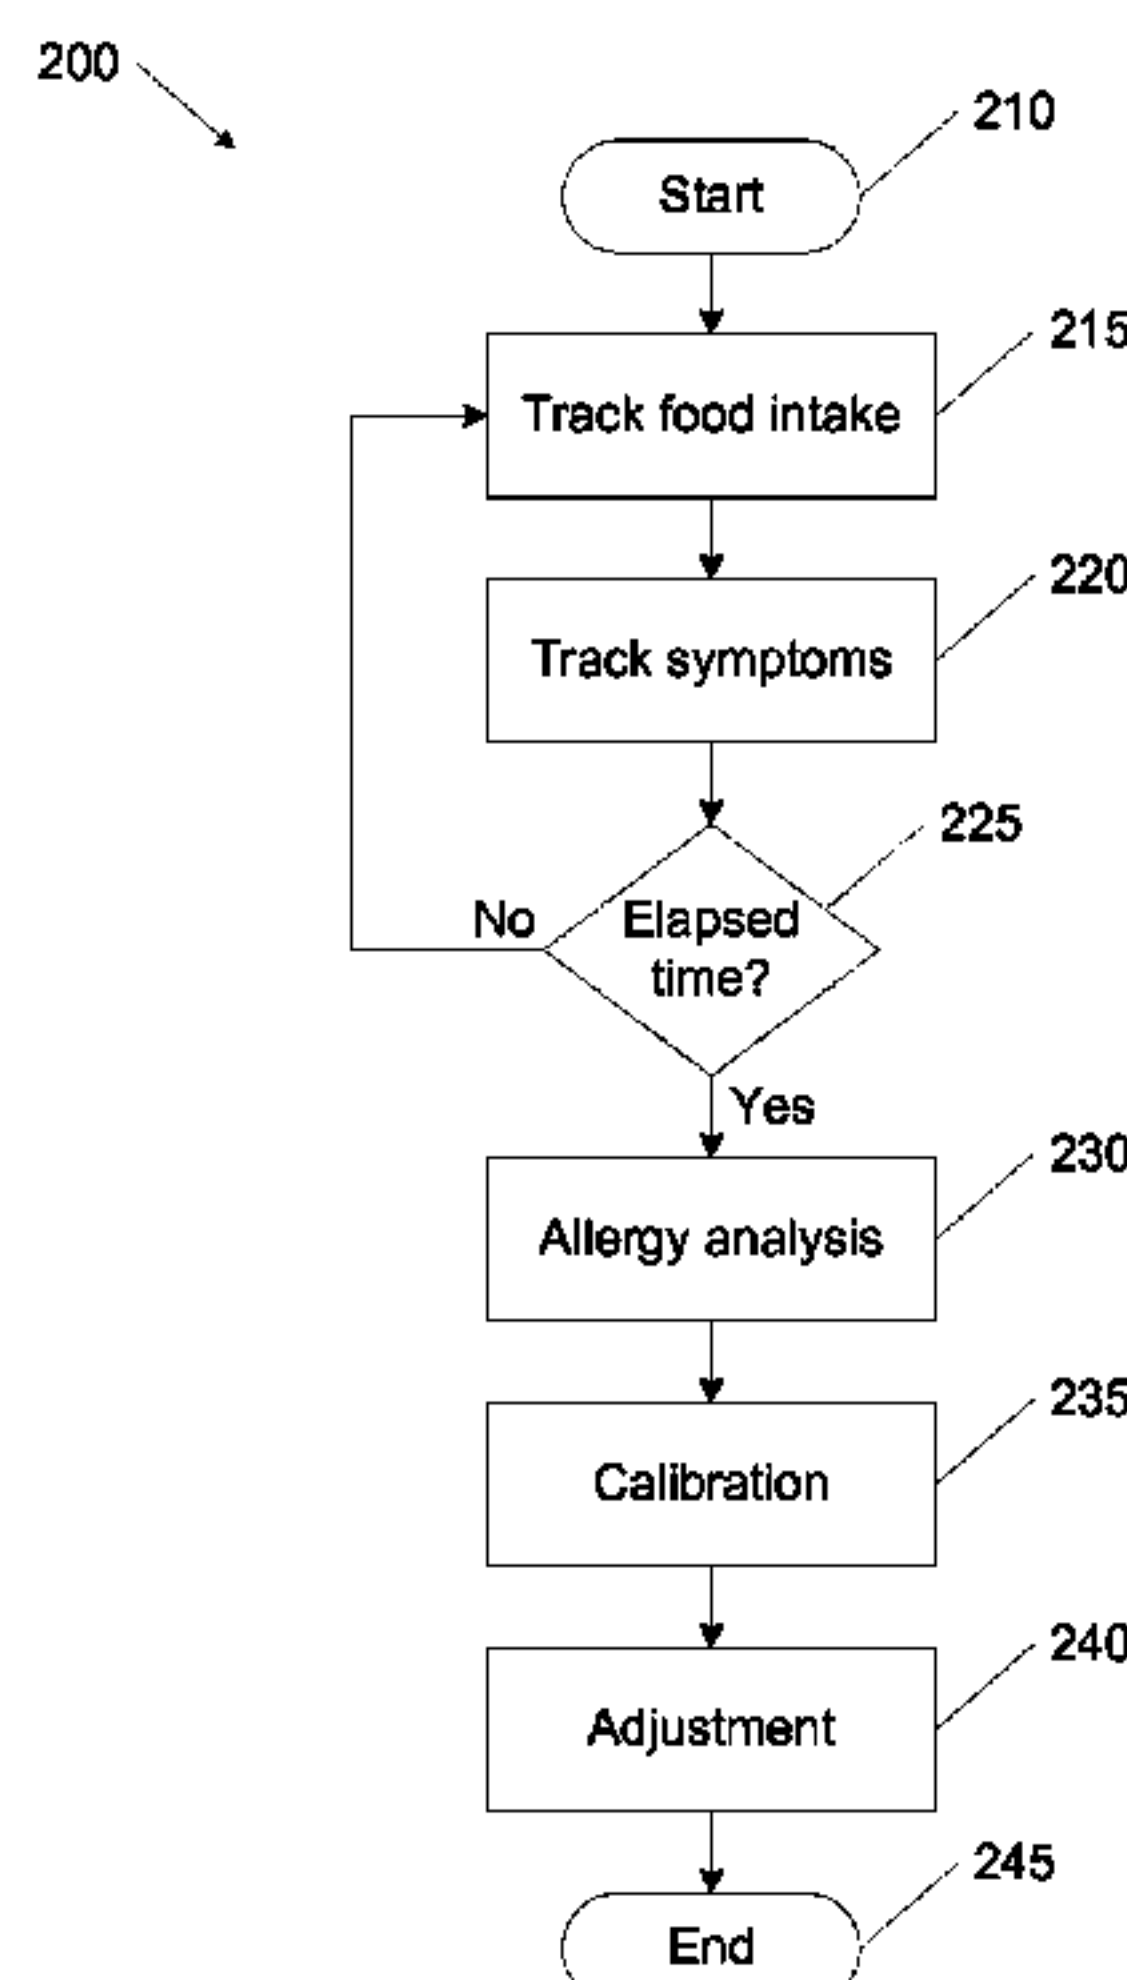 200
210
Start
215
Track food intake
220
Track symptoms
225
No
Elapsed
time?
Yes
230
Allergy analysis
235
Calibration
240
Adjustment
245
End